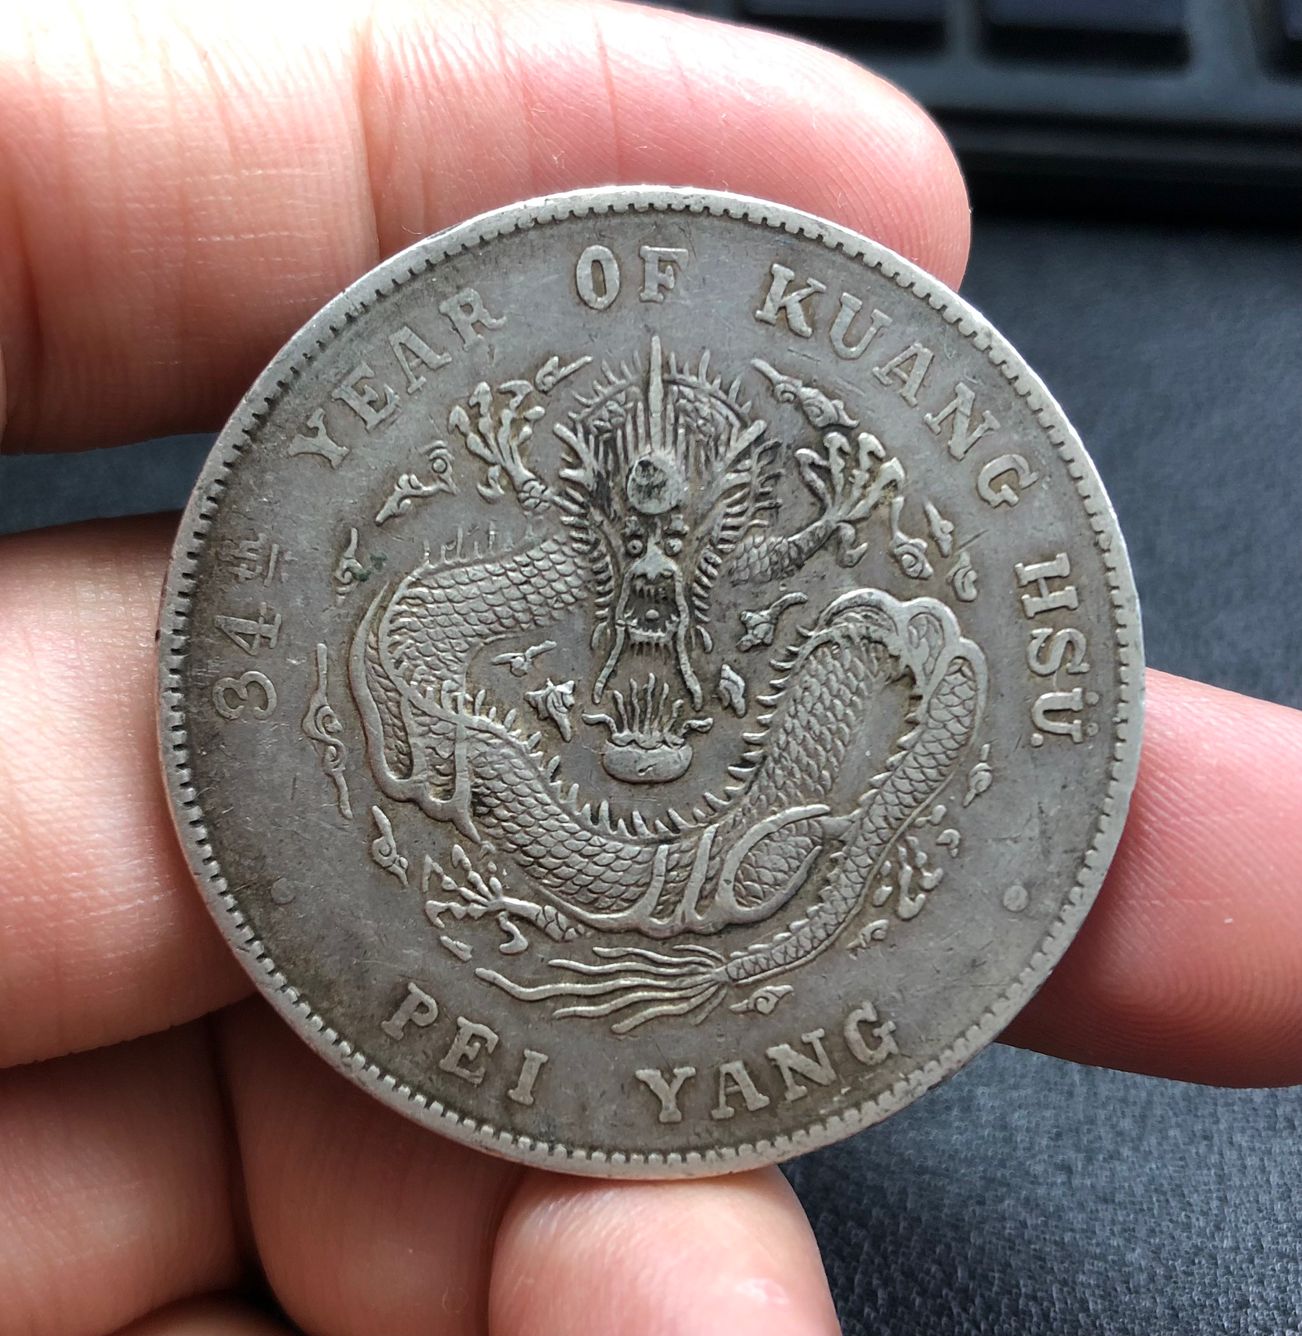 34th YEAR OF KUANG HSÜ
PEI YANG